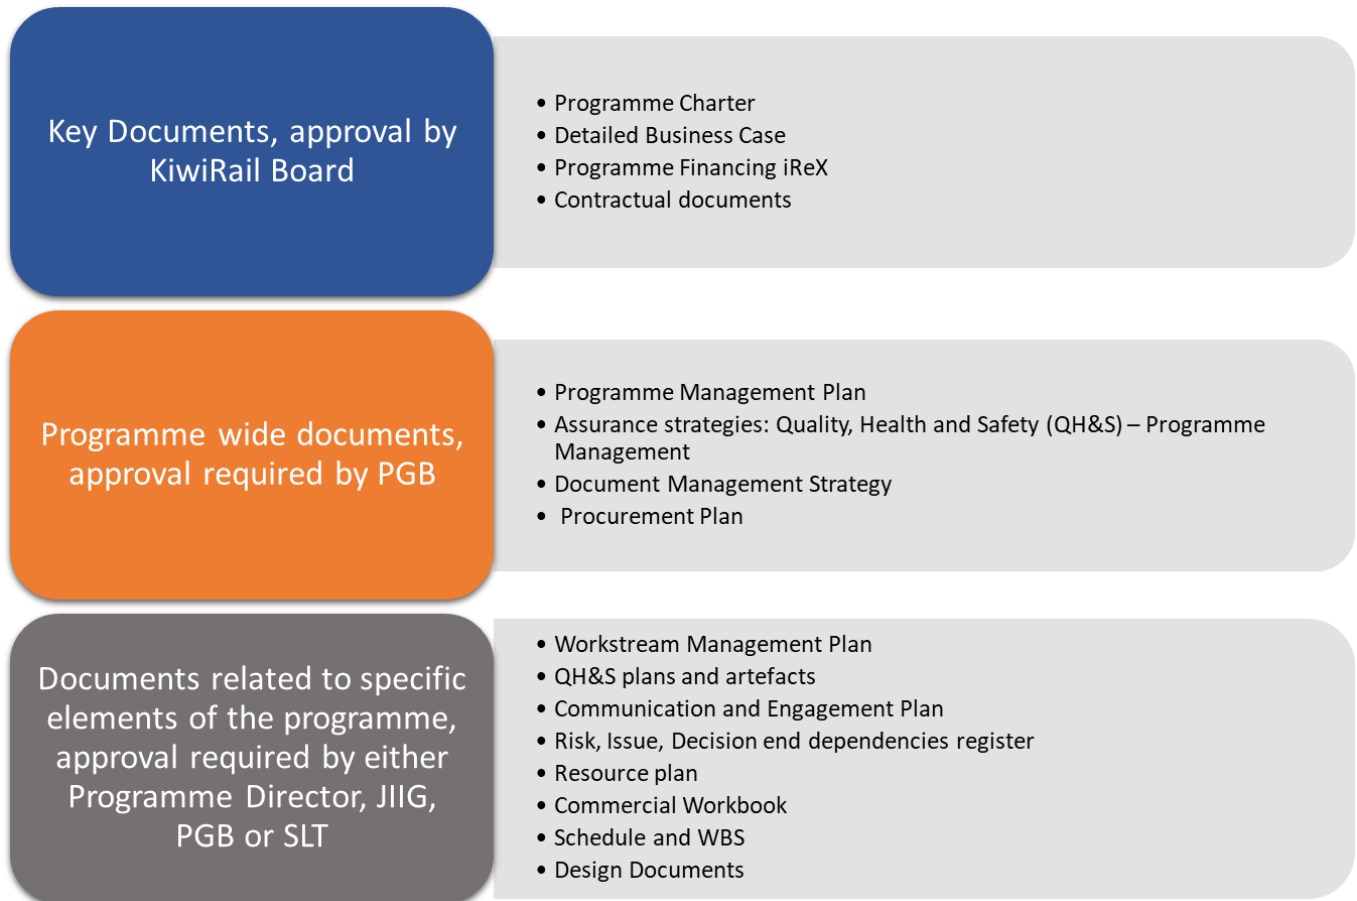 Key Documents, approval by
KiwiRail Board
• Programme Charter
• Detailed Business Case
• Programme Financing iReX
• Contractual documents
Programme wide documents,
approval required by PGB
• Programme Management Plan
• Assurance strategies: Quality, Health and Safety (QH&S) – Programme
Management
• Document Management Strategy
• Procurement Plan
Documents related to specific
elements of the programme,
approval required by either
Programme Director, JIIG,
PGB or SLT
• Workstream Management Plan
• QH&S plans and artefacts
• Communication and Engagement Plan
• Risk, Issue, Decision end dependencies register
• Resource plan
• Commercial Workbook
• Schedule and WBS
• Design Documents